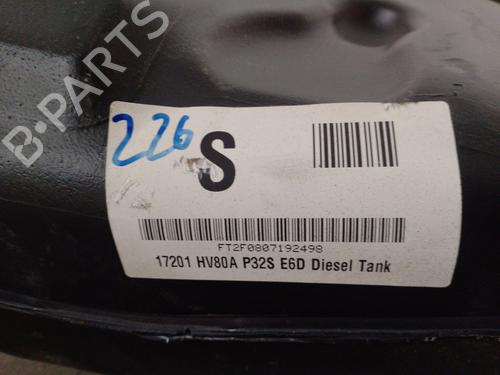 B-PARTS
226
S
FT2F0807192498
17201 HV80A P32S E6D Diesel Tank